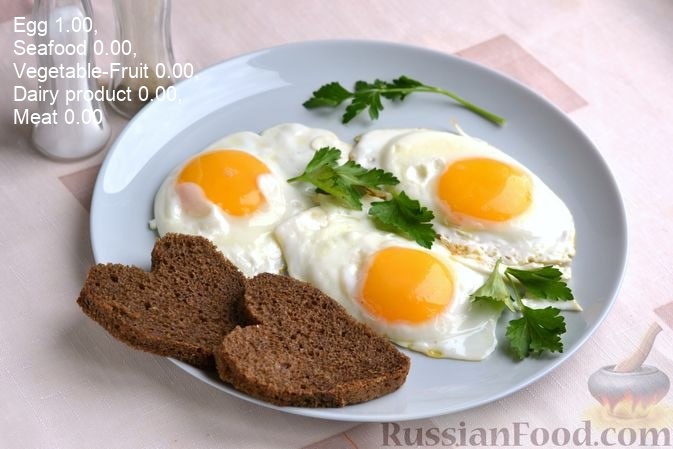 Egg 1.00,
Seafood 0.00,
Vegetable-Fruit 0.00,
Dairy product 0.00,
Meat 0.00
RussianFood.com